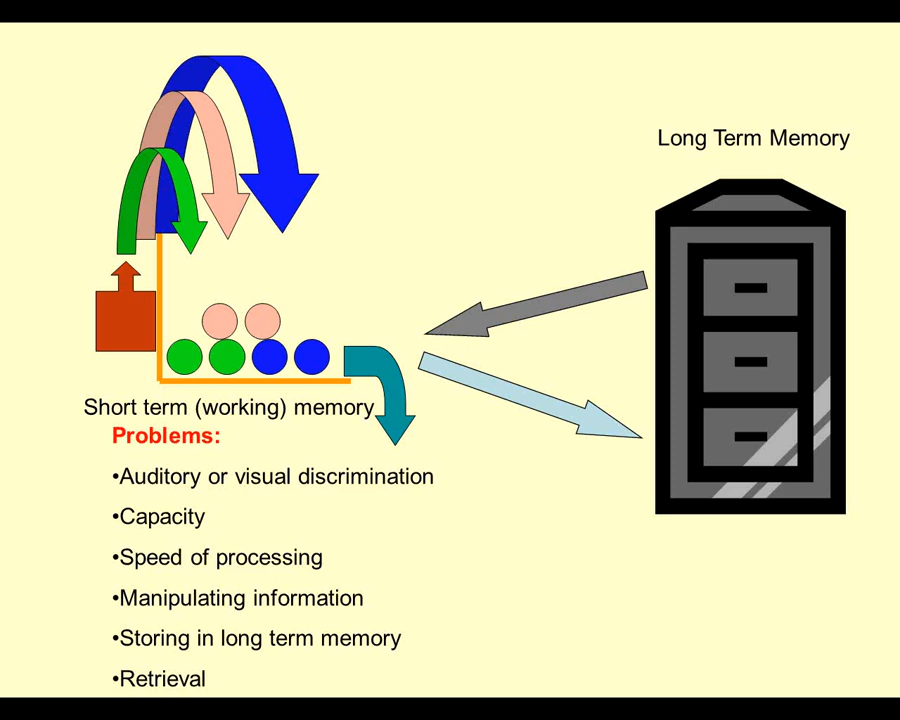 Long Term Memory
Short term (working) memory
Problems:
•Auditory or visual discrimination
•Capacity
•Speed of processing
•Manipulating information
•Storing in long term memory
•Retrieval